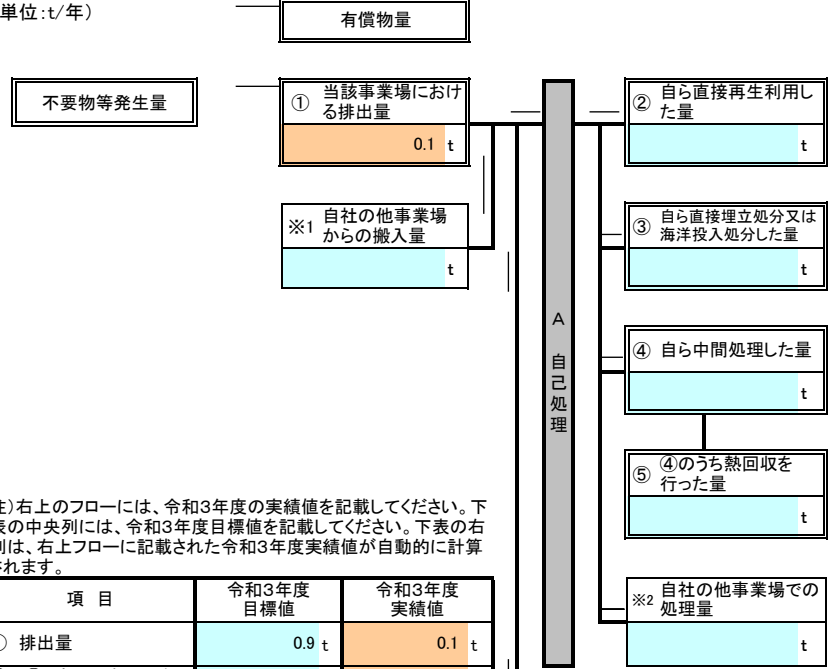 単位:t/年)
有償物量
不要物等発生量
① 当該事業場におけ
る排出量
0.1 t
② 自ら直接再生利用し
た量
t
※1 自社の他事業場
からの搬入量
t
③ 自ら直接埋立処分又は
海洋投入処分した量
t
A
自己処理
④ 自ら中間処理した量
t
⑤ ④のうち熱回収を
行った量
t
)右上のフローには、令和3年度の実績値を記載してください。下
表の中央列には、令和3年度目標値を記載してください。下表の右
列は、右上フローに記載された令和3年度実績値が自動的に計算
されます。
※2 自社の他事業場での
処理量
t
項 目
令和3年度
目標値
令和3年度
実績値
排出量
0.9 t
0.1 t